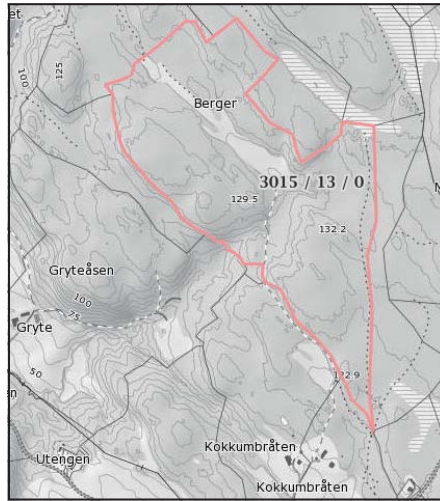 et
125
100
Berger
3015 / 13 / 0
129.5
132.2
Gryteåsen
100
75
Gryte
50
122.9
en
Kokkumbråten
Utengen
Kokkumbråten